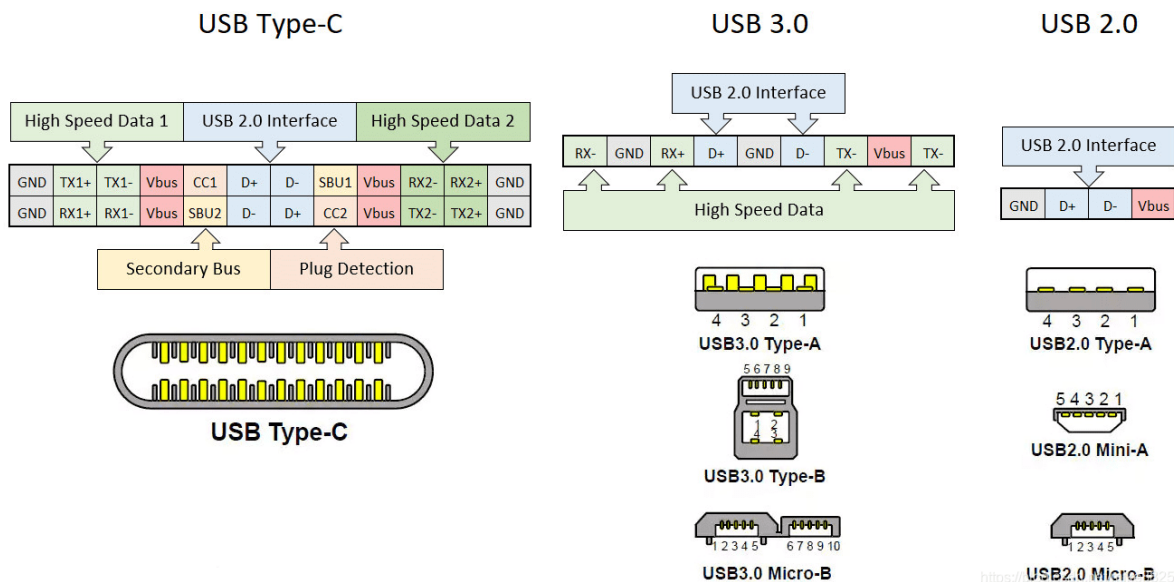 USB Type-C
USB 3.0
USB 2.0
High Speed Data 1
USB 2.0 Interface
High Speed Data 2
GND TX1+ TX1- Vbus CC1 D+ D- SBU1 Vbus RX2- RX2+ GND
GND RX1+ RX1- Vbus SBU2 D- D+ CC2 Vbus TX2- TX2+ GND
Secondary Bus
Plug Detection
USB Type-C
USB 2.0 Interface
RX- GND RX+ D+ GND D- TX- Vbus TX-
High Speed Data
4 3 2 1
USB3.0 Type-A
5 6 7 8 9
1 2
4 3
USB3.0 Type-B
1 2 3 4 5 6 7 8 9 10
USB3.0 Micro-B
USB 2.0 Interface
GND D+ D- Vbus
4 3 2 1
USB2.0 Type-A
5 4 3 2 1
USB2.0 Mini-A
1 2 3 4 5
USB2.0 Micro-B